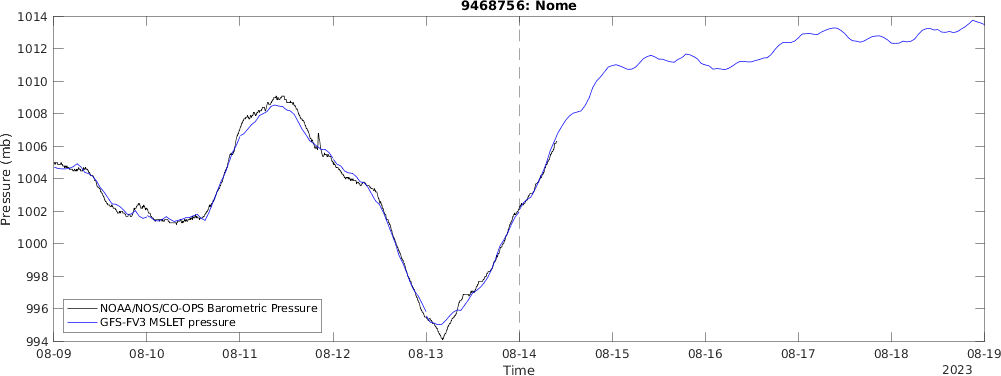 9468756: Nome
1014
1012
1010
1008
1006
1004
1002
1000
998
996
994
Pressure (mb)
NOAA/NOS/CO-OPS Barometric Pressure
GFS-FV3 MSLET pressure
08-09 08-10 08-11 08-12 08-13 08-14 08-15 08-16 08-17 08-18 08-19
Time
2023